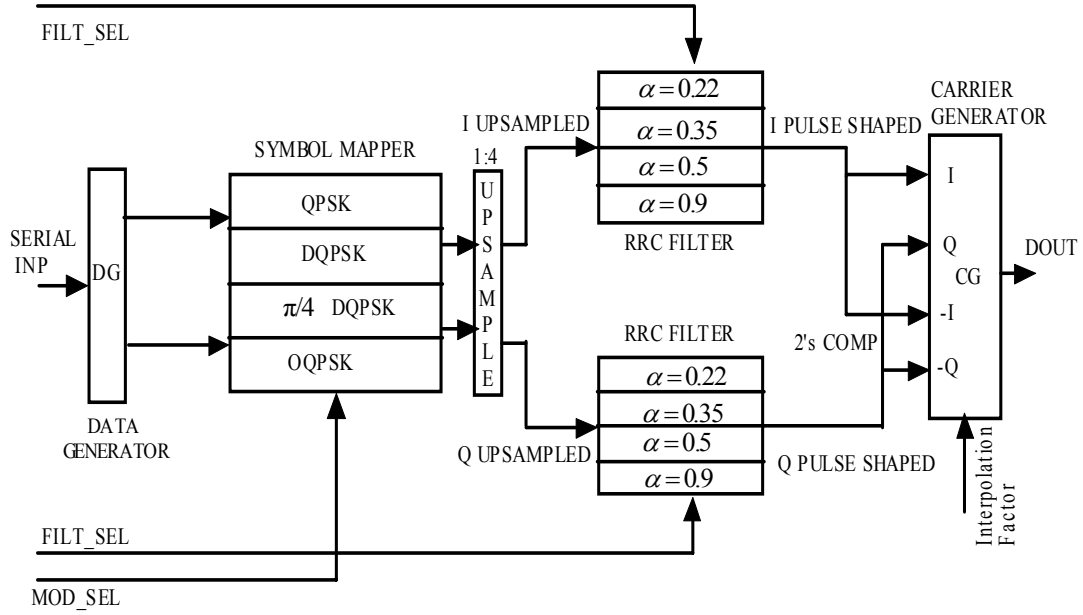 FILT_SEL
SERIAL
INP
DG
DATA
GENERATOR
SYMBOL MAPPER
QPSK
DQPSK
π/4 DQPSK
OQPSK
1:4
UPSAMPLE
I UPSAMPLED
Q UPSAMPLED
α = 0.22
α = 0.35
α = 0.5
α = 0.9
RRC FILTER
RRC FILTER
α = 0.22
α = 0.35
α = 0.5
α = 0.9
I PULSE SHAPED
Q PULSE SHAPED
2's COMP
CARRIER
GENERATOR
I
Q
CG
-I
-Q
DOUT
Interpolation
Factor
FILT_SEL
MOD_SEL